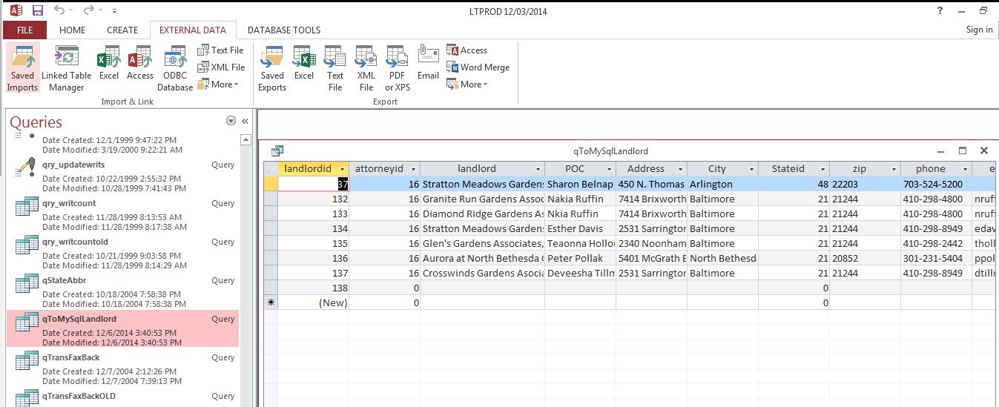 LTPROD 12/03/2014
?
FILE HOME CREATE EXTERNAL DATA DATABASE TOOLS Sign in
Saved Imports
Linked Table Manager
Excel
Access
ODBC Database
Text File
XML File
More
Import & Link
Saved Exports
Excel
Text File
XML File
PDF or XPS
Email
Access
Word Merge
More
Export
Queries «
Date Created: 12/1/1999 9:47:22 PM
Date Modified: 3/19/2000 9:22:21 AM
qry_updatewrits Query
Date Created: 10/22/1999 2:55:32 PM
Date Modified: 10/28/1999 7:41:43 PM
qry_writcount Query
Date Created: 11/28/1999 8:13:53 AM
Date Modified: 11/28/1999 8:17:38 AM
qry_writcountold Query
Date Created: 10/21/1999 9:03:58 PM
Date Modified: 11/28/1999 8:14:29 AM
qStateAbbr Query
Date Created: 10/18/2004 7:58:38 PM
Date Modified: 10/18/2004 7:58:38 PM
qToMySqlLandlord Query
Date Created: 12/6/2014 3:40:53 PM
Date Modified: 12/6/2014 3:40:53 PM
qTransFaxBack Query
Date Created: 12/7/2004 2:12:26 PM
Date Modified: 12/7/2004 7:39:13 PM
qTransFaxBackOLD Query
qToMySqlLandlord
landlordid attorneyid landlord POC Address City Stateid zip phone e
37 16 Stratton Meadows Gardens Sharon Belnap 450 N. Thomas Arlington 48 22203 703-524-5200
132 16 Granite Run Gardens Assoc Nakia Ruffin 7414 Brixworth Baltimore 21 21244 410-298-4800 nruff
133 16 Diamond Ridge Gardens As Nkia Ruffin 7414 Brixworth Baltimore 21 21244 410-298-4800 nruff
134 16 Stratton Meadows Gardens Esther Davis 2531 Sarrington Baltimore 21 21244 410-298-8949 edav
135 16 Glen's Gardens Associates, Teaonna Hollo 2340 Noonham Baltimore 21 21244 410-298-2442 tholl
136 16 Aurora at North Bethesda Peter Pollak 5401 McGrath B North Bethesd 21 20852 301-231-5404 ppol
137 16 Crosswinds Gardens Asocia Deveesha Tillm 2531 Sarrington Baltimore 21 21244 410-298-8949 dtillr
138 0 0
* (New) 0 0